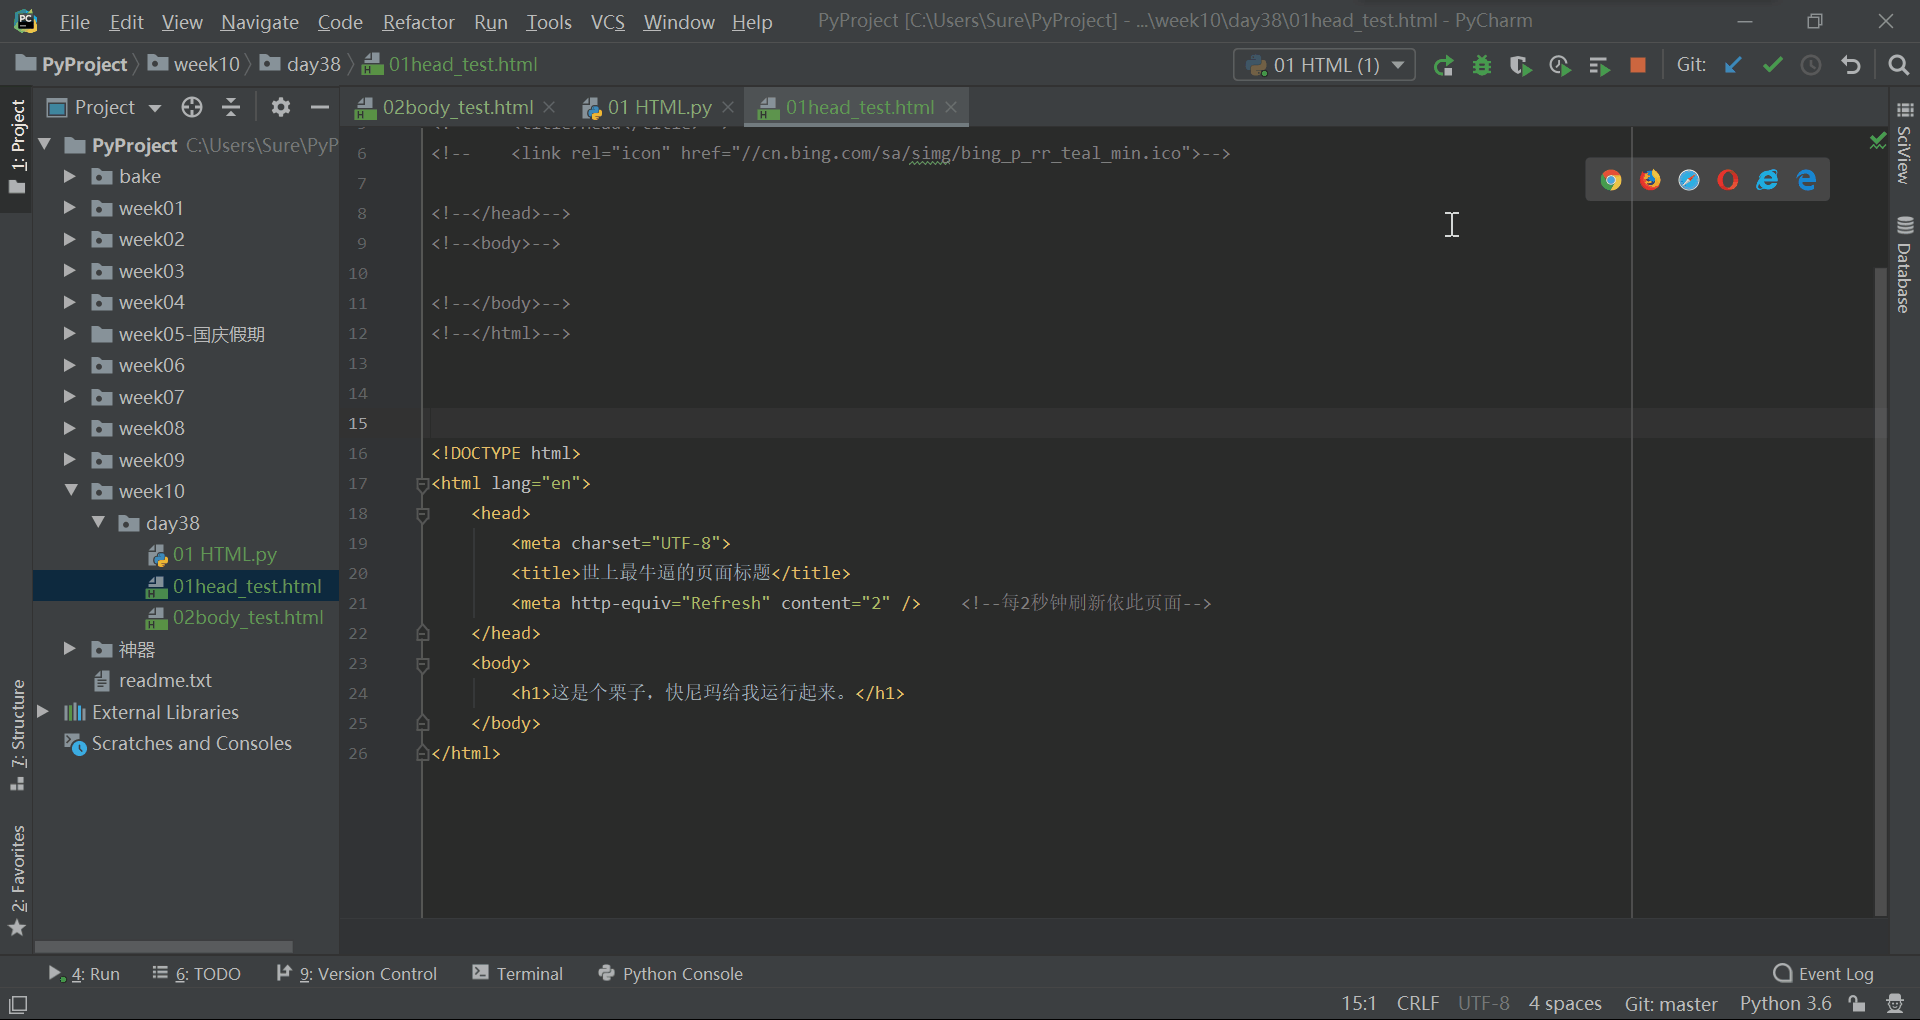 File Edit View Navigate Code Refactor Run Tools VCS Window Help PyProject [C:\Users\Sure\PyProject] - ...\week10\day38\01head_test.html - PyCharm
PyProject week10 day38 01head_test.html 01 HTML (1) Git:
1: Project
7: Structure
2: Favorites
Project
PyProject C:\Users\Sure\PyP
bake
week01
week02
week03
week04
week05-国庆假期
week06
week07
week08
week09
week10
day38
01 HTML.py
01head_test.html
02body_test.html
神器
readme.txt
External Libraries
Scratches and Consoles
02body_test.html 01 HTML.py 01head_test.html
6 <!-- <link rel="icon" href="//cn.bing.com/sa/simg/bing_p_rr_teal_min.ico">-->
7
8 <!--</head>-->
9 <!--<body>-->
10
11 <!--</body>-->
12 <!--</html>-->
13
14
15
16 <!DOCTYPE html>
17 <html lang="en">
18 <head>
19 <meta charset="UTF-8">
20 <title>世上最牛逼的页面标题</title>
21 <meta http-equiv="Refresh" content="2" /> <!--每2秒钟刷新依此页面-->
22 </head>
23 <body>
24 <h1>这是个栗子，快尼玛给我运行起来。</h1>
25 </body>
26 </html>
SciView
Database
4: Run 6: TODO 9: Version Control Terminal Python Console Event Log
15:1 CRLF UTF-8 4 spaces Git: master Python 3.6